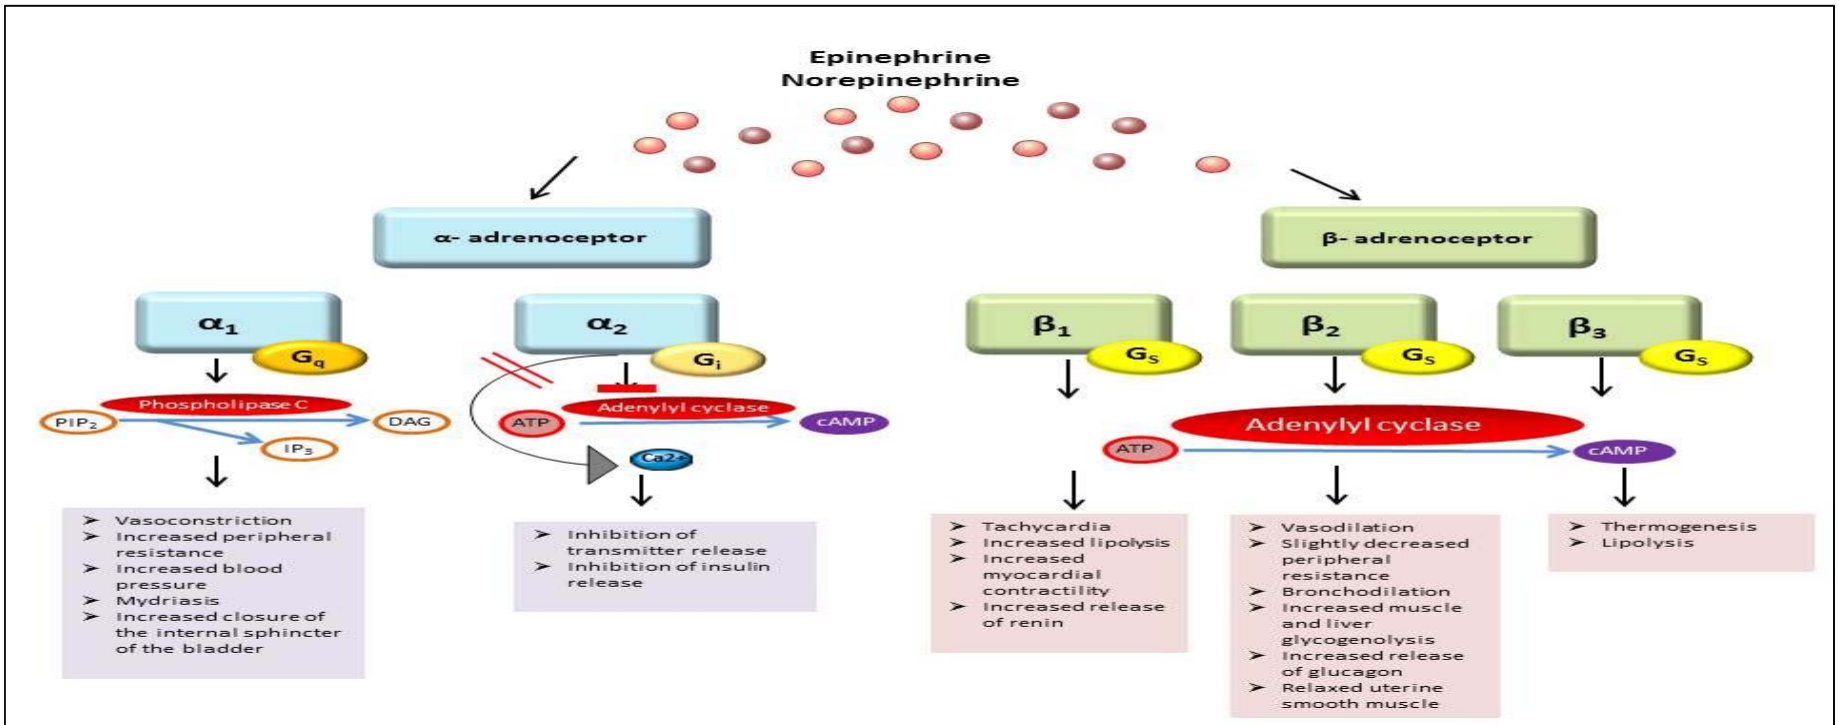 Epinephrine
Norepinephrine
α- adrenoceptor
β- adrenoceptor
α₁
Gq
α₂
Gi
β₁
GS
β₂
GS
β₃
GS
Phospholipase C
PIP₂
DAG
IP₃
Adenylyl cyclase
ATP
cAMP
Ca2+
Adenylyl cyclase
ATP
cAMP
➢ Vasoconstriction
➢ Increased peripheral
resistance
➢ Increased blood
pressure
➢ Mydriasis
➢ Increased closure of
the internal sphincter
of the bladder
➢ Inhibition of
transmitter release
➢ Inhibition of insulin
release
➢ Tachycardia
➢ Increased lipolysis
➢ Increased
myocardial
contractility
➢ Increased release
of renin
➢ Vasodilation
➢ Slightly decreased
peripheral
resistance
➢ Bronchodilation
➢ Increased muscle
and liver
glycogenolysis
➢ Increased release
of glucagon
➢ Relaxed uterine
smooth muscle
➢ Thermogenesis
➢ Lipolysis